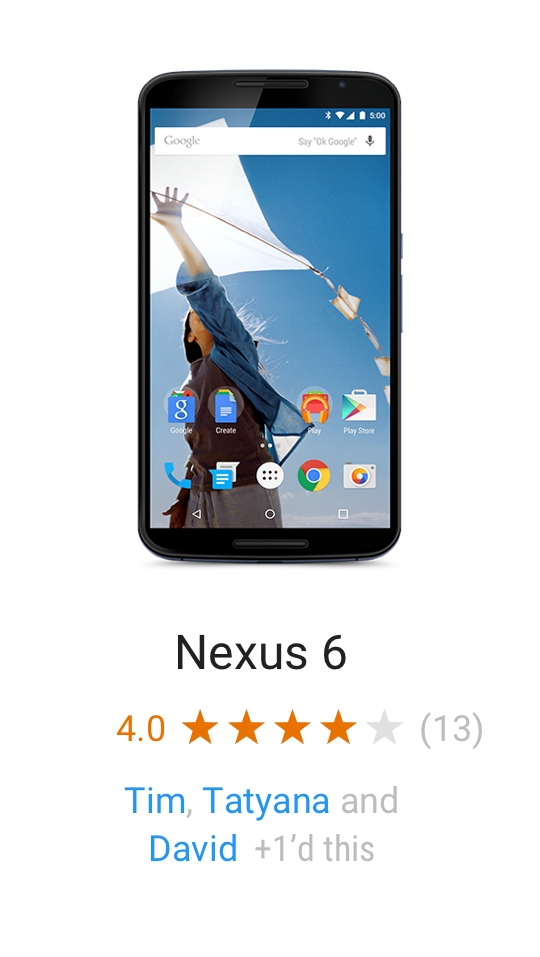 5:00
Google Say "Ok Google"
Google Create Play Play Store
Nexus 6
4.0 (13)
Tim, Tatyana and
David +1’d this